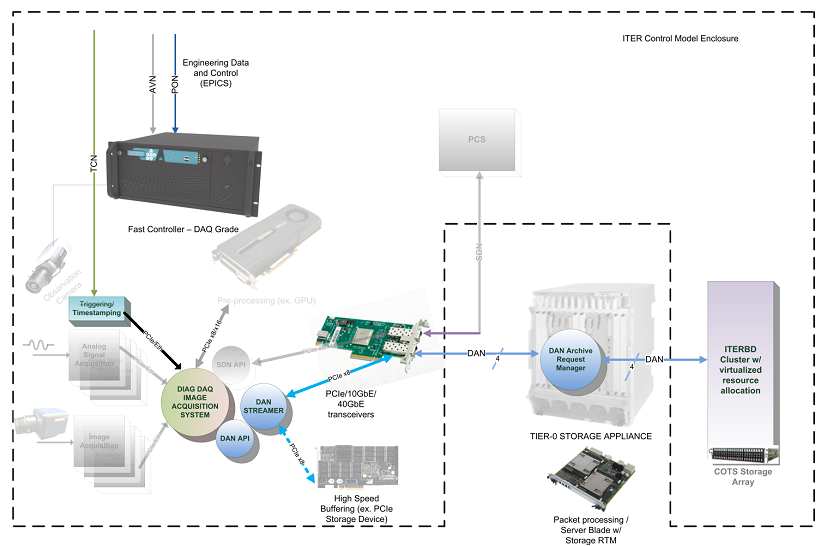 ITER Control Model Enclosure
Engineering Data
and Control
(EPICS)
AVN
PON
TCN
PCS
Fast Controller – DAQ Grade
SDN
Observation
Camera
Pre-processing (ex. GPU)
Triggering/
Timestamping
PCIe/Eth
PCIe x8/x16
Analog
Signal
Acquisition
SDN API
PCIe x8
DAN
4
DAN Archive
Request
Manager
DAN
4
ITERBD
Cluster w/
virtualized
resource
allocation
DIAG DAQ
IMAGE
ACQUISITION
SYSTEM
DAN
STREAMER
DAN API
PCIe/10GbE/
40GbE
transceivers
Image
Acquisition
PCIe x8
TIER-0 STORAGE APPLIANCE
COTS Storage
Array
High Speed
Buffering (ex. PCIe
Storage Device)
Packet processing /
Server Blade w/
Storage RTM